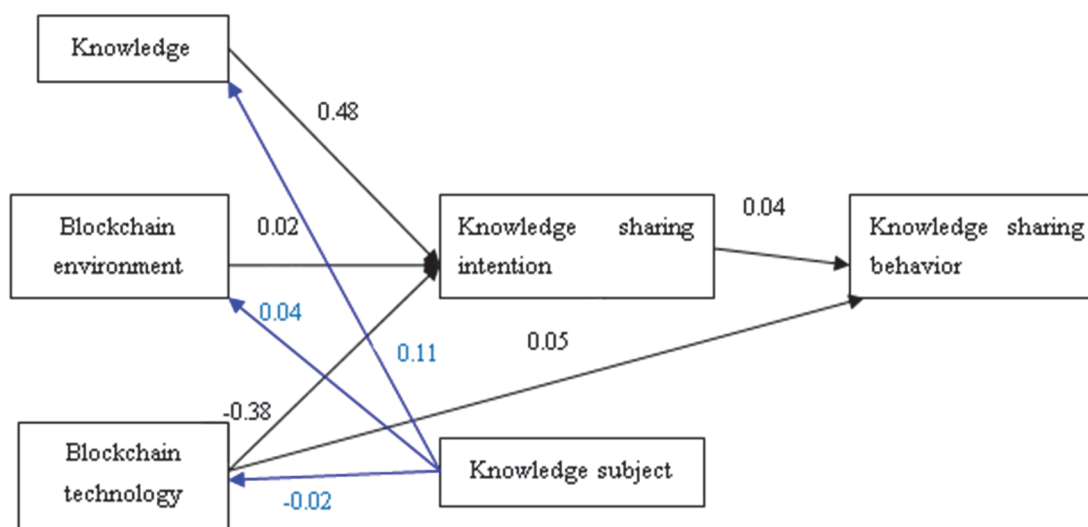 Knowledge
0.48
Blockchain
environment
0.02
Knowledge sharing
intention
0.04
Knowledge sharing
behavior
0.04
0.11
0.05
-0.38
Blockchain
technology
Knowledge subject
-0.02